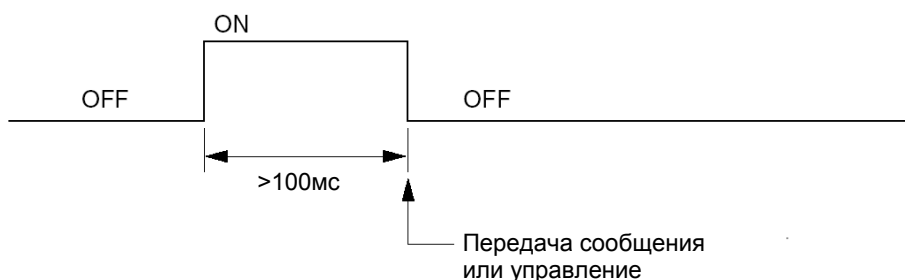 ON
OFF
OFF
>100мс
Передача сообщения
или управление